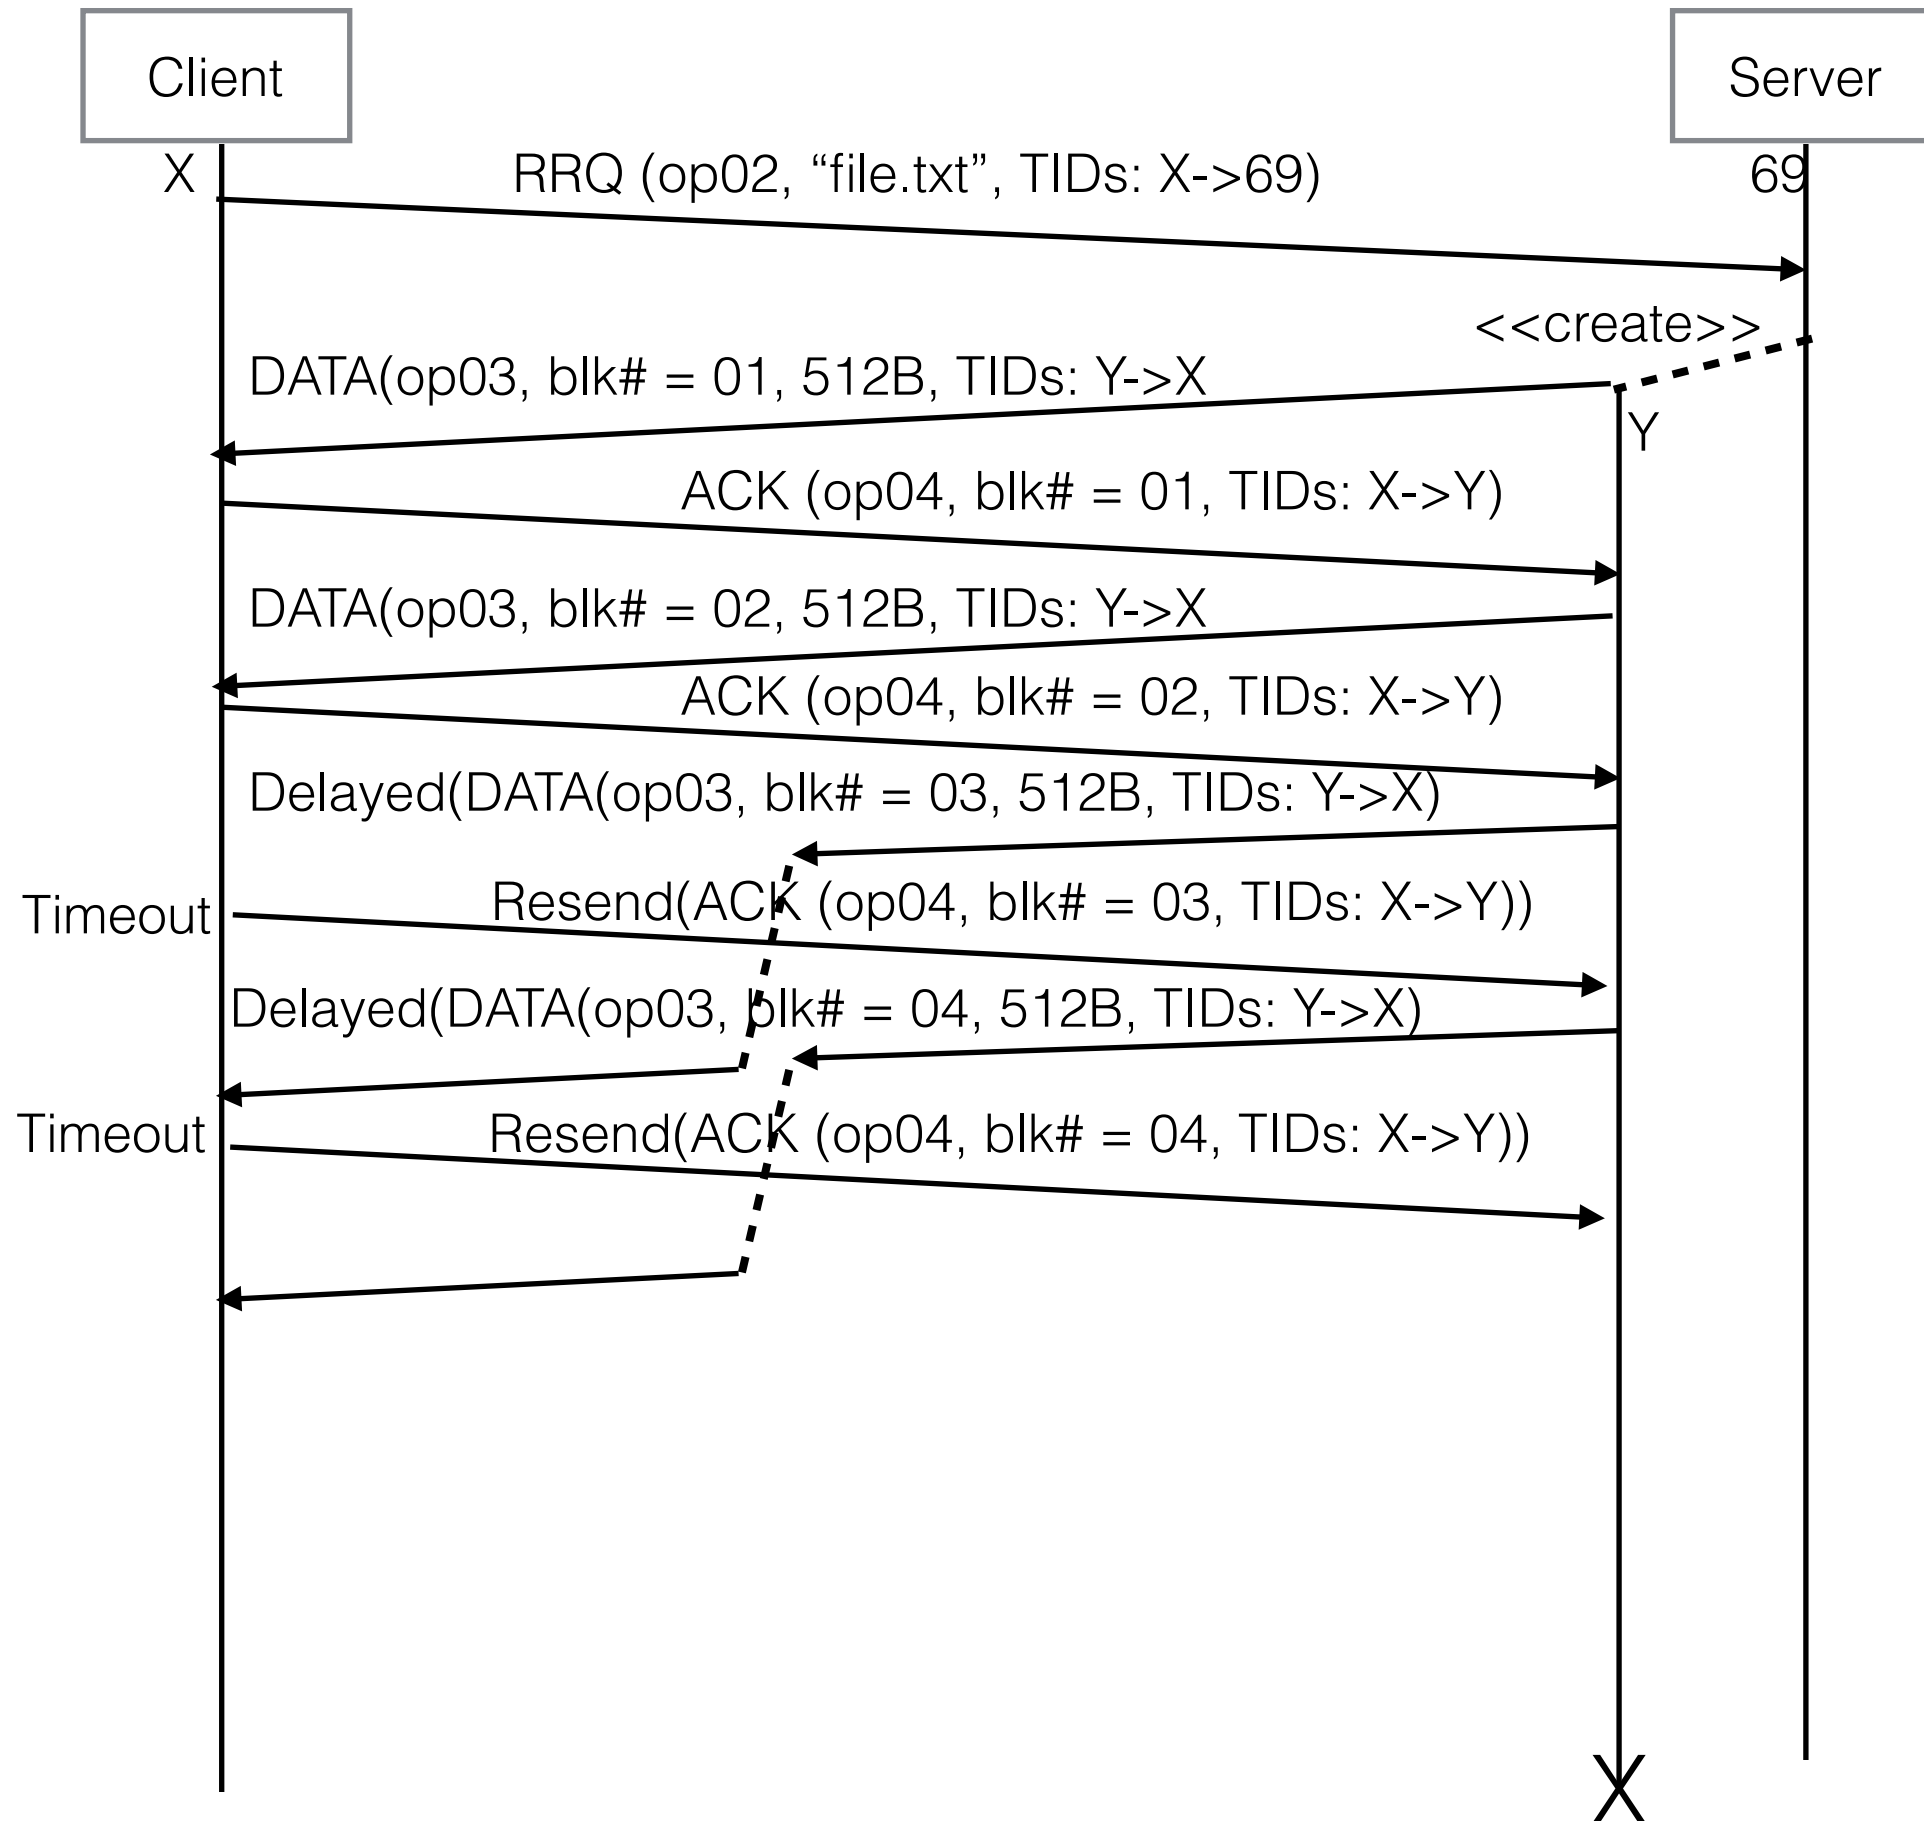 Client
Server
X
RRQ (op02, “file.txt”, TIDs: X->69)
69
<<create>>
DATA(op03, blk# = 01, 512B, TIDs: Y->X
Y
ACK (op04, blk# = 01, TIDs: X->Y)
DATA(op03, blk# = 02, 512B, TIDs: Y->X
ACK (op04, blk# = 02, TIDs: X->Y)
Delayed(DATA(op03, blk# = 03, 512B, TIDs: Y->X)
Timeout
Resend(ACK (op04, blk# = 03, TIDs: X->Y))
Delayed(DATA(op03, blk# = 04, 512B, TIDs: Y->X)
Timeout
Resend(ACK (op04, blk# = 04, TIDs: X->Y))
X